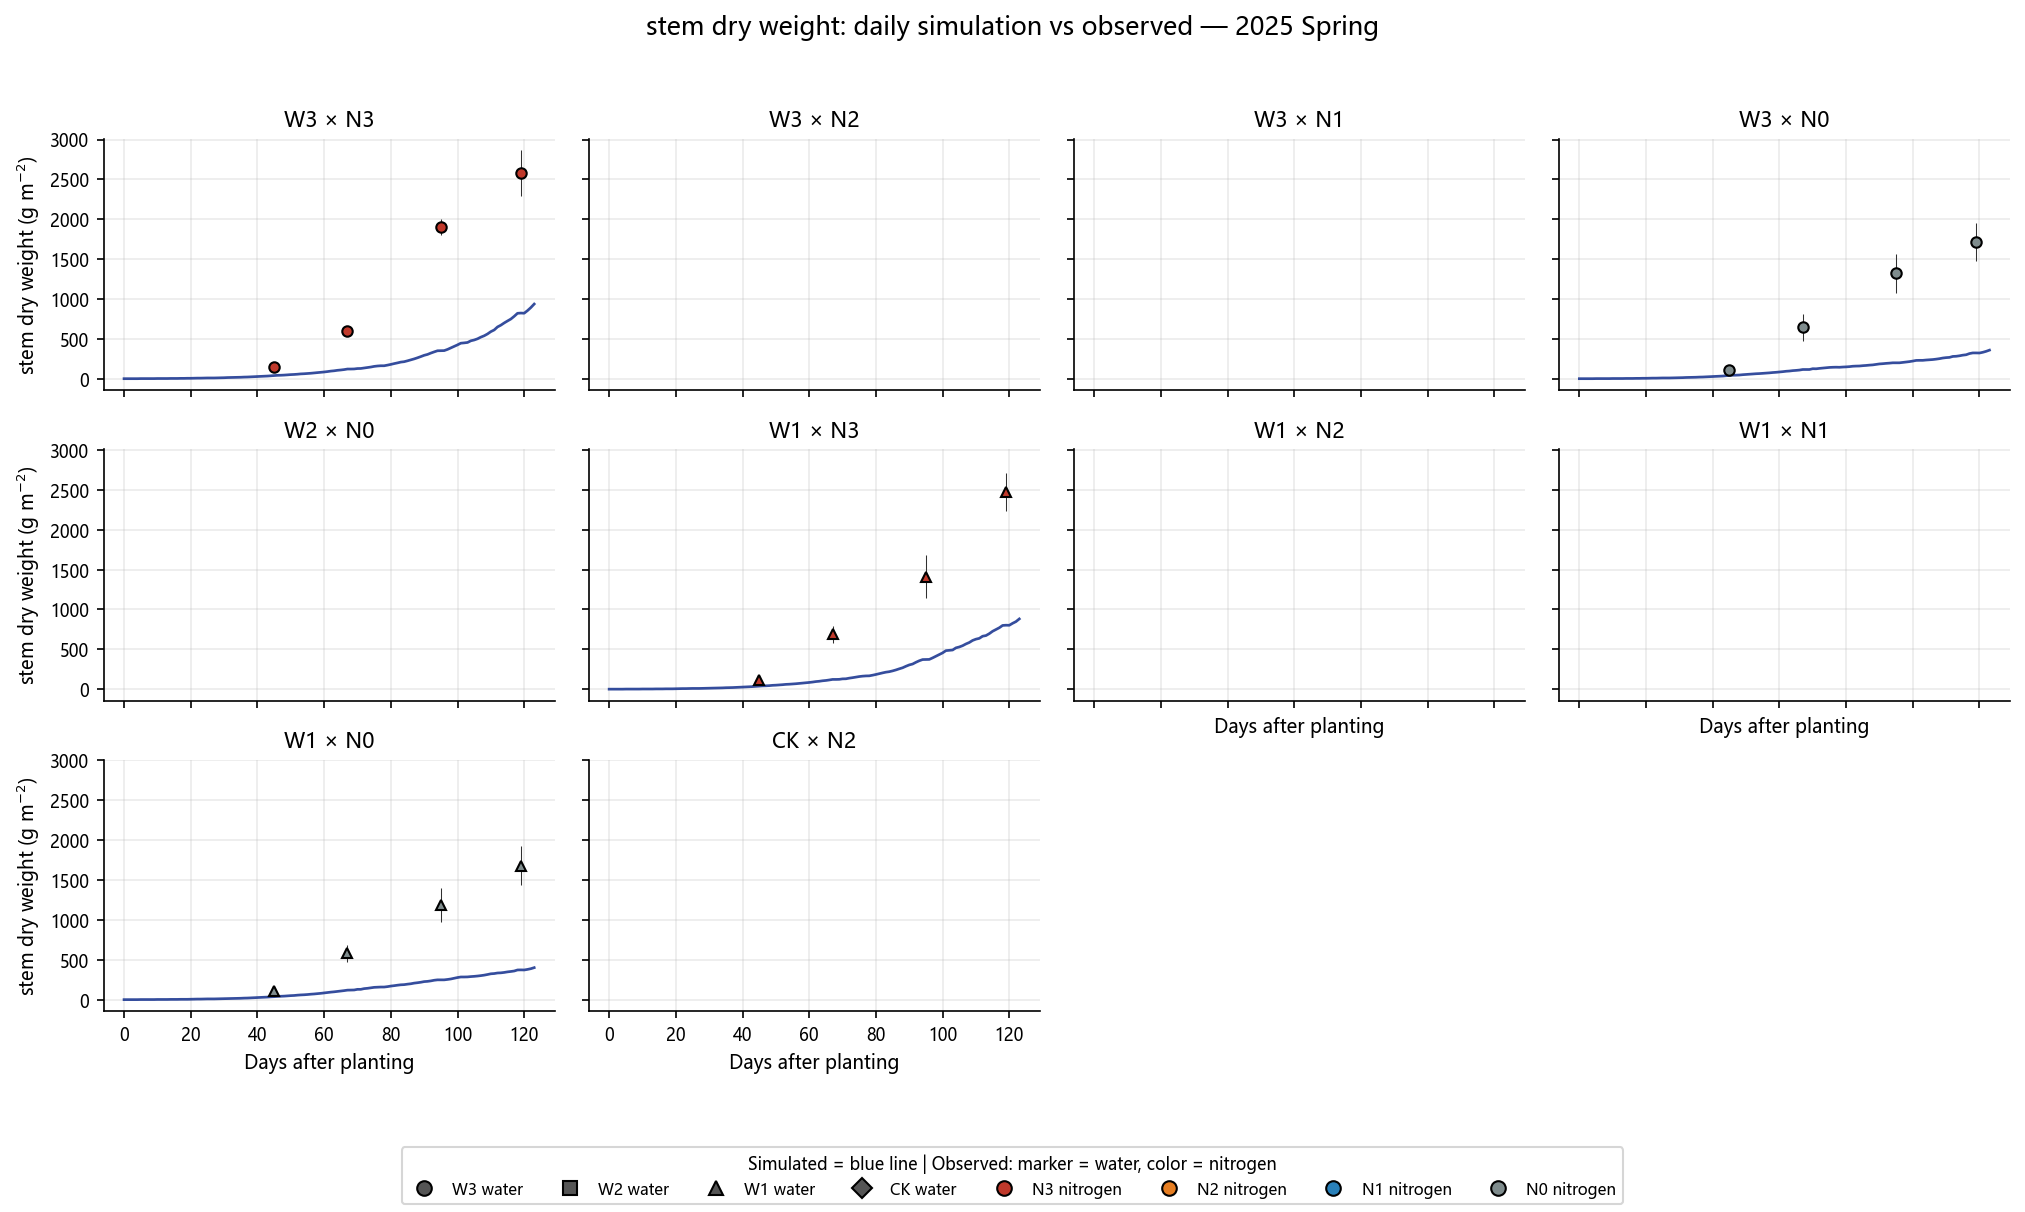 stem dry weight: daily simulation vs observed — 2025 Spring
W3 × N3
W3 × N2
W3 × N1
W3 × N0
stem dry weight (g m⁻²)
3000
2500
2000
1500
1000
500
0
W2 × N0
W1 × N3
W1 × N2
W1 × N1
stem dry weight (g m⁻²)
3000
2500
2000
1500
1000
500
0
Days after planting
Days after planting
W1 × N0
CK × N2
stem dry weight (g m⁻²)
3000
2500
2000
1500
1000
500
0
0 20 40 60 80 100 120
0 20 40 60 80 100 120
Days after planting
Days after planting
Simulated = blue line | Observed: marker = water, color = nitrogen
W3 water W2 water W1 water CK water N3 nitrogen N2 nitrogen N1 nitrogen N0 nitrogen